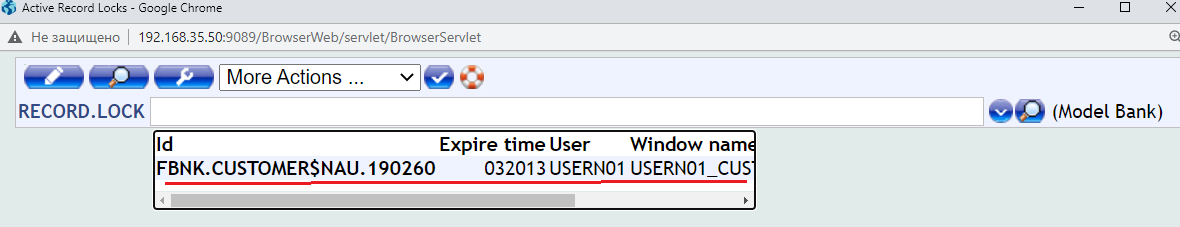 Active Record Locks - Google Chrome
Не защищено 192.168.35.50:9089/BrowserWeb/servlet/BrowserServlet
More Actions ...
RECORD.LOCK (Model Bank)
Id Expire time User Window name
FBNK.CUSTOMER$NAU.190260 032013 USERN01 USERN01_CUST